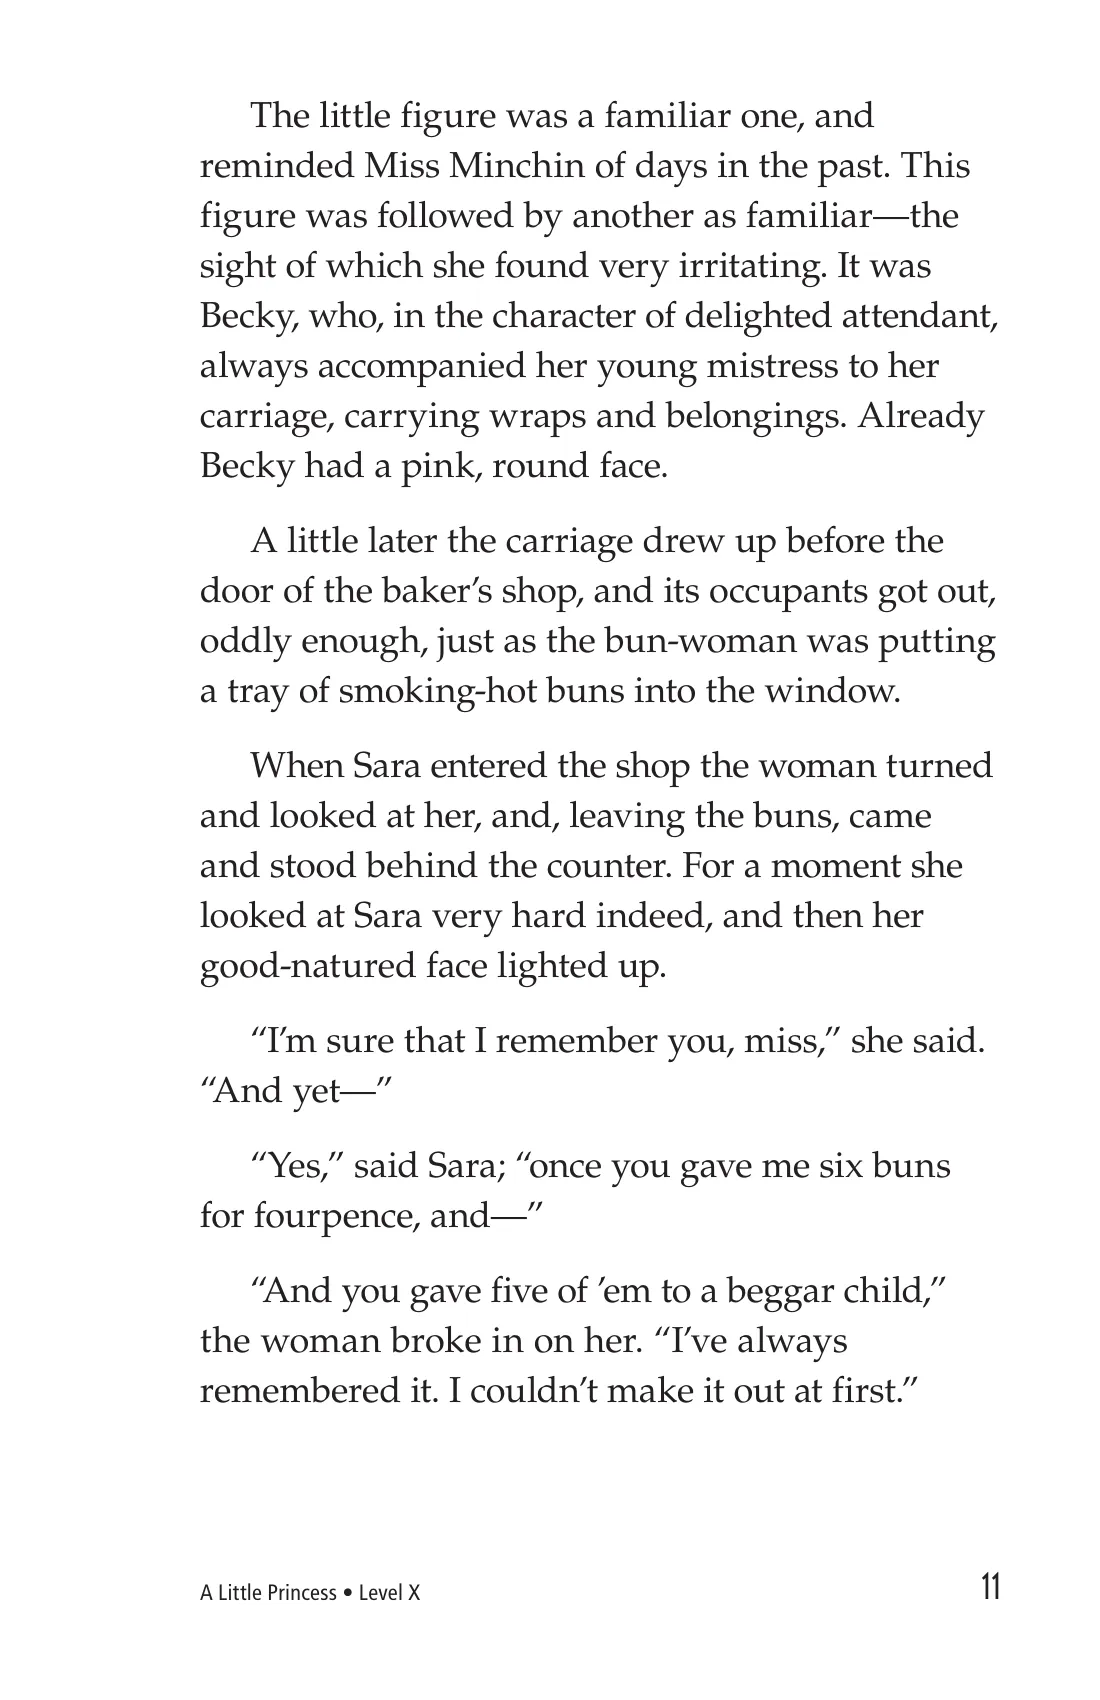 The little figure was a familiar one, and
reminded Miss Minchin of days in the past. This
figure was followed by another as familiar—the
sight of which she found very irritating. It was
Becky, who, in the character of delighted attendant,
always accompanied her young mistress to her
carriage, carrying wraps and belongings. Already
Becky had a pink, round face.
A little later the carriage drew up before the
door of the baker’s shop, and its occupants got out,
oddly enough, just as the bun-woman was putting
a tray of smoking-hot buns into the window.
When Sara entered the shop the woman turned
and looked at her, and, leaving the buns, came
and stood behind the counter. For a moment she
looked at Sara very hard indeed, and then her
good-natured face lighted up.
“I’m sure that I remember you, miss,” she said.
“And yet—”
“Yes,” said Sara; “once you gave me six buns
for fourpence, and—”
“And you gave five of ’em to a beggar child,”
the woman broke in on her. “I’ve always
remembered it. I couldn’t make it out at first.”
A Little Princess • Level X
11